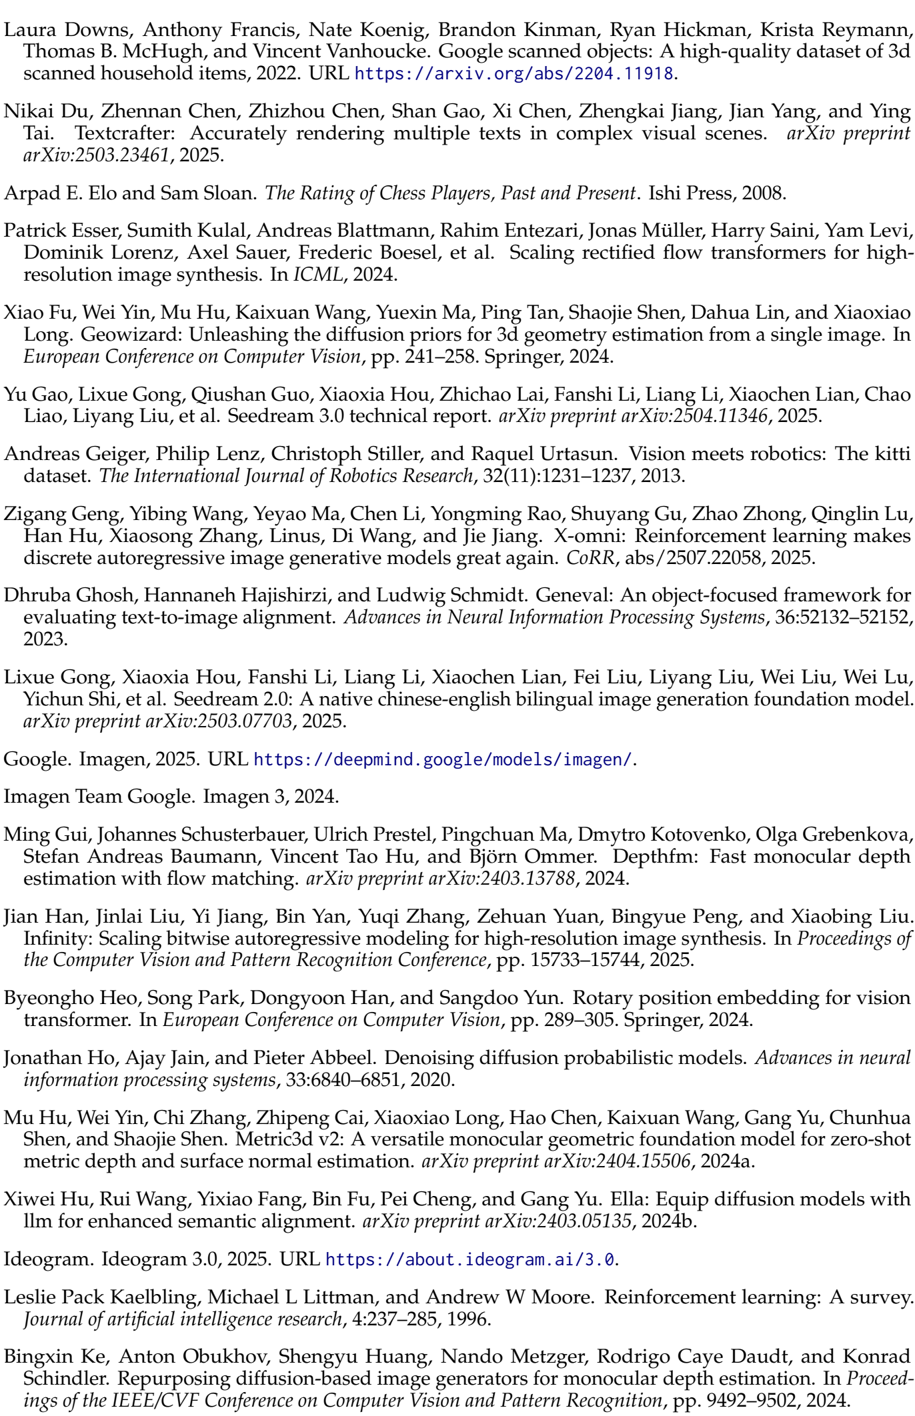 Laura Downs, Anthony Francis, Nate Koenig, Brandon Kinman, Ryan Hickman, Krista Reymann,
Thomas B. McHugh, and Vincent Vanhoucke. Google scanned objects: A high-quality dataset of 3d
scanned household items, 2022. URL https://arxiv.org/abs/2204.11918.
Nikai Du, Zhennan Chen, Zhizhou Chen, Shan Gao, Xi Chen, Zhengkai Jiang, Jian Yang, and Ying
Tai. Textcrafter: Accurately rendering multiple texts in complex visual scenes. arXiv preprint
arXiv:2503.23461, 2025.
Arpad E. Elo and Sam Sloan. The Rating of Chess Players, Past and Present. Ishi Press, 2008.
Patrick Esser, Sumith Kulal, Andreas Blattmann, Rahim Entezari, Jonas Müller, Harry Saini, Yam Levi,
Dominik Lorenz, Axel Sauer, Frederic Boesel, et al. Scaling rectified flow transformers for high-
resolution image synthesis. In ICML, 2024.
Xiao Fu, Wei Yin, Mu Hu, Kaixuan Wang, Yuexin Ma, Ping Tan, Shaojie Shen, Dahua Lin, and Xiaoxiao
Long. Geowizard: Unleashing the diffusion priors for 3d geometry estimation from a single image. In
European Conference on Computer Vision, pp. 241–258. Springer, 2024.
Yu Gao, Lixue Gong, Qiushan Guo, Xiaoxia Hou, Zhichao Lai, Fanshi Li, Liang Li, Xiaochen Lian, Chao
Liao, Liyang Liu, et al. Seedream 3.0 technical report. arXiv preprint arXiv:2504.11346, 2025.
Andreas Geiger, Philip Lenz, Christoph Stiller, and Raquel Urtasun. Vision meets robotics: The kitti
dataset. The International Journal of Robotics Research, 32(11):1231–1237, 2013.
Zigang Geng, Yibing Wang, Yeyao Ma, Chen Li, Yongming Rao, Shuyang Gu, Zhao Zhong, Qinglin Lu,
Han Hu, Xiaosong Zhang, Linus, Di Wang, and Jie Jiang. X-omni: Reinforcement learning makes
discrete autoregressive image generative models great again. CoRR, abs/2507.22058, 2025.
Dhruba Ghosh, Hannaneh Hajishirzi, and Ludwig Schmidt. Geneval: An object-focused framework for
evaluating text-to-image alignment. Advances in Neural Information Processing Systems, 36:52132–52152,
2023.
Lixue Gong, Xiaoxia Hou, Fanshi Li, Liang Li, Xiaochen Lian, Fei Liu, Liyang Liu, Wei Liu, Wei Lu,
Yichun Shi, et al. Seedream 2.0: A native chinese-english bilingual image generation foundation model.
arXiv preprint arXiv:2503.07703, 2025.
Google. Imagen, 2025. URL https://deepmind.google/models/imagen/.
Imagen Team Google. Imagen 3, 2024.
Ming Gui, Johannes Schusterbauer, Ulrich Prestel, Pingchuan Ma, Dmytro Kotovenko, Olga Grebenkova,
Stefan Andreas Baumann, Vincent Tao Hu, and Björn Ommer. Depthfm: Fast monocular depth
estimation with flow matching. arXiv preprint arXiv:2403.13788, 2024.
Jian Han, Jinlai Liu, Yi Jiang, Bin Yan, Yuqi Zhang, Zehuan Yuan, Bingyue Peng, and Xiaobing Liu.
Infinity: Scaling bitwise autoregressive modeling for high-resolution image synthesis. In Proceedings of
the Computer Vision and Pattern Recognition Conference, pp. 15733–15744, 2025.
Byeongho Heo, Song Park, Dongyoon Han, and Sangdoo Yun. Rotary position embedding for vision
transformer. In European Conference on Computer Vision, pp. 289–305. Springer, 2024.
Jonathan Ho, Ajay Jain, and Pieter Abbeel. Denoising diffusion probabilistic models. Advances in neural
information processing systems, 33:6840–6851, 2020.
Mu Hu, Wei Yin, Chi Zhang, Zhipeng Cai, Xiaoxiao Long, Hao Chen, Kaixuan Wang, Gang Yu, Chunhua
Shen, and Shaojie Shen. Metric3d v2: A versatile monocular geometric foundation model for zero-shot
metric depth and surface normal estimation. arXiv preprint arXiv:2404.15506, 2024a.
Xiwei Hu, Rui Wang, Yixiao Fang, Bin Fu, Pei Cheng, and Gang Yu. Ella: Equip diffusion models with
llm for enhanced semantic alignment. arXiv preprint arXiv:2403.05135, 2024b.
Ideogram. Ideogram 3.0, 2025. URL https://about.ideogram.ai/3.0.
Leslie Pack Kaelbling, Michael L Littman, and Andrew W Moore. Reinforcement learning: A survey.
Journal of artificial intelligence research, 4:237–285, 1996.
Bingxin Ke, Anton Obukhov, Shengyu Huang, Nando Metzger, Rodrigo Caye Daudt, and Konrad
Schindler. Repurposing diffusion-based image generators for monocular depth estimation. In Proceed-
ings of the IEEE/CVF Conference on Computer Vision and Pattern Recognition, pp. 9492–9502, 2024.